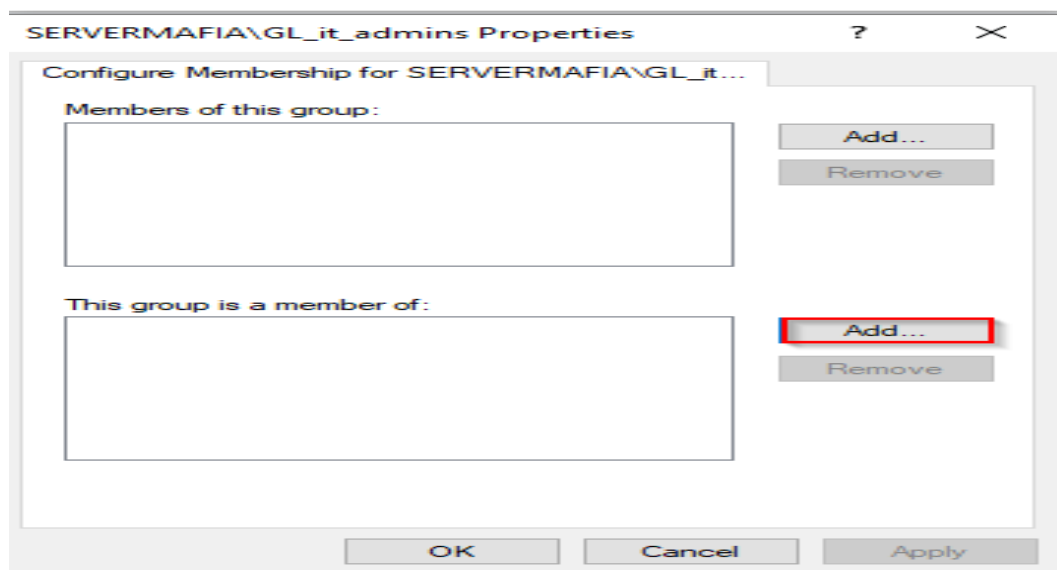 SERVERMAFIA\GL_it_admins Properties ? ×
Configure Membership for SERVERMAFIA\GL_it...
Members of this group:
Add...
Remove
This group is a member of:
Add...
Remove
OK Cancel Apply